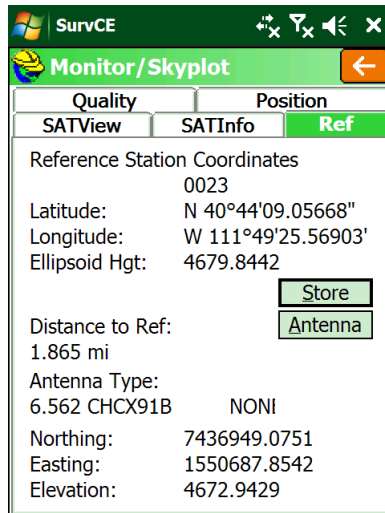 SurvCE
Monitor/Skyplot
Quality Position
SATView SATInfo Ref
Reference Station Coordinates
0023
Latitude: N 40°44'09.05668"
Longitude: W 111°49'25.56903'
Ellipsoid Hgt: 4679.8442
Store
Distance to Ref: Antenna
1.865 mi
Antenna Type:
6.562 CHCX91B NONE
Northing: 7436949.0751
Easting: 1550687.8542
Elevation: 4672.9429